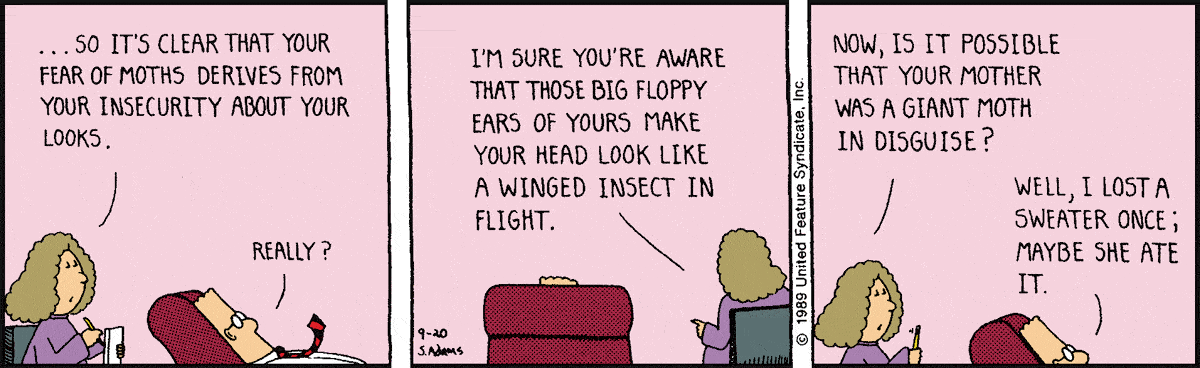 ...SO IT'S CLEAR THAT YOUR
FEAR OF MOTHS DERIVES FROM
YOUR INSECURITY ABOUT YOUR
LOOKS.
REALLY?
I'M SURE YOU'RE AWARE
THAT THOSE BIG FLOPPY
EARS OF YOURS MAKE
YOUR HEAD LOOK LIKE
A WINGED INSECT IN
FLIGHT.
9-20
S.ADAMS
© 1989 United Feature Syndicate, Inc.
NOW, IS IT POSSIBLE
THAT YOUR MOTHER
WAS A GIANT MOTH
IN DISGUISE?
WELL, I LOST A
SWEATER ONCE;
MAYBE SHE ATE
IT.